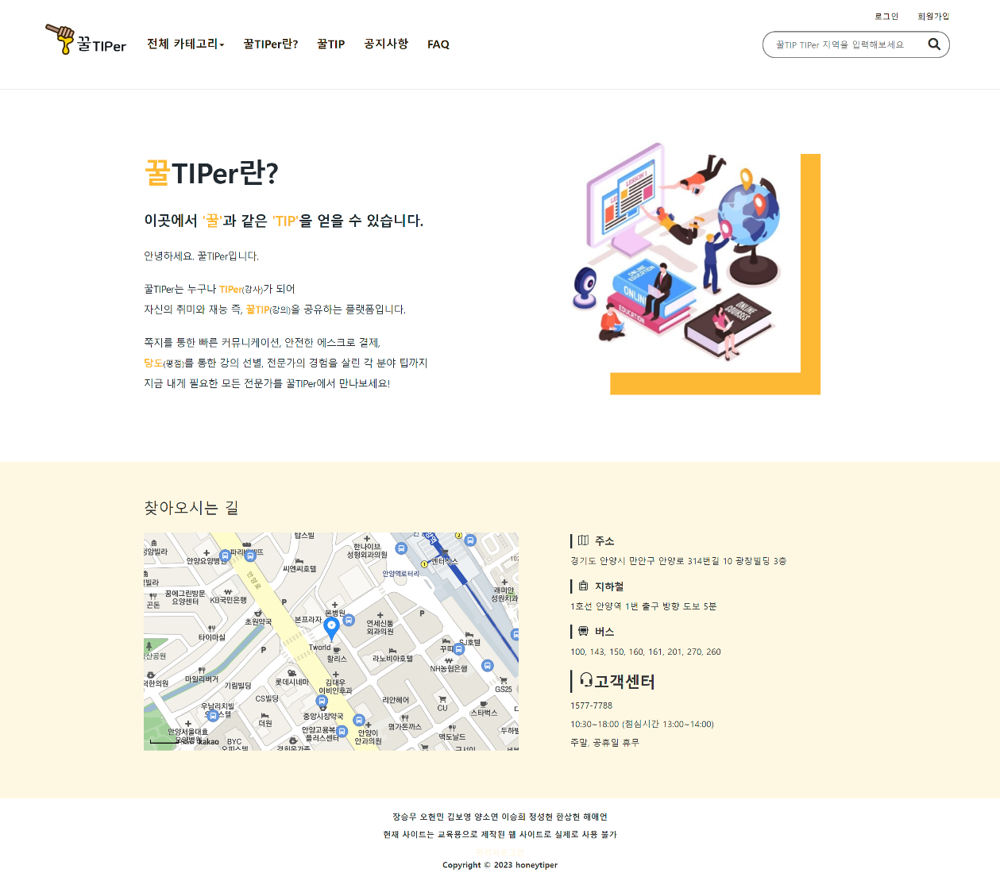 로그인 회원가입
꿀TIPer 전체 카테고리 꿀TIPer란? 꿀TIP 공지사항 FAQ
꿀TIP TIPer 지역을 입력해보세요
꿀TIPer란?
이곳에서 '꿀'과 같은 'TIP'을 얻을 수 있습니다.
안녕하세요. 꿀TIPer입니다.
꿀TIPer는 누구나 TIPer(강사)가 되어
자신의 취미와 재능 즉, 꿀TIP(강의)을 공유하는 플랫폼입니다.
쪽지를 통한 빠른 커뮤니케이션, 안전한 에스크로 결제,
당도(평점)를 통한 강의 선별, 전문가의 경험을 살린 각 분야 팁까지
지금 내게 필요한 모든 전문가를 꿀TIPer에서 만나보세요!
LESSON 1
ONLINE EDUCATION
ONLINE
EDUCATION
ONLINE COURSES
찾아오시는 길
탑스빌
한나이브
성형외과의원
안양요양병원
씨엔씨호텔
안양역로터리
엔터식스
안양로
빌라
곤돈
꿈에그린방문
요양센터
KB국민은행
래미안
성원치과
초원약국
본프라자
본병원
P
P
P
연세신통
외과의원
타이마실
Tworld
할리스
라노비아호텔
SJ호텔
NH농협은행
마일리버거
기림빌딩
롯데시네마
김대우
이비인후과
GS25
덕한의원
CS빌딩
리안헤어
CU
스타벅스
우남리치빌
더원
중앙시장약국
명가돈까스
안양서울대효
요양병원
안양고용복
플러스센터
안양이
안과의원
맥도날드
BYC
kakao
주소
경기도 안양시 만안구 안양로 314번길 10 광창빌딩 3층
지하철
1호선 안양역 1번 출구 방향 도보 5분
버스
100, 143, 150, 160, 161, 201, 270, 260
고객센터
1577-7788
10:30~18:00 (점심시간 13:00~14:00)
주말, 공휴일 휴무
장승무 오현민 김보영 양소연 이승희 정성현 한상현 해애언
현재 사이트는 교육용으로 제작된 웹 사이트로 실제로 사용 불가
관리자로그인
Copyright © 2023 honeytiper